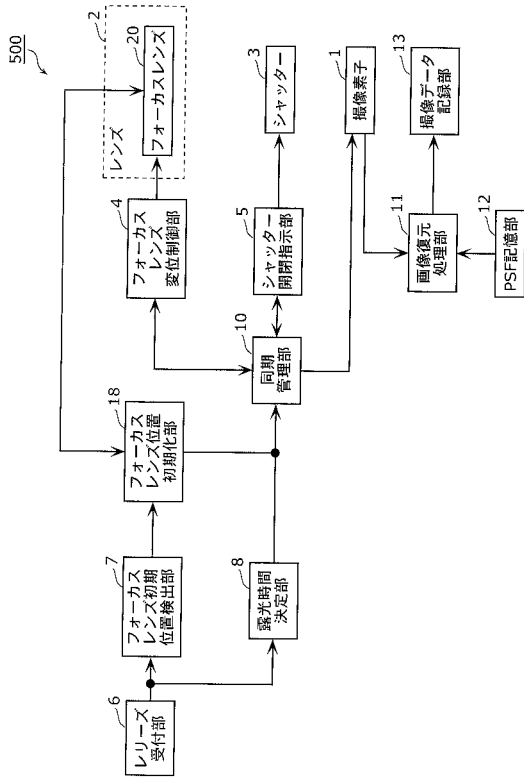 500
6
レリーズ
受付部
7
フォーカス
レンズ初期
位置検出部
18
フォーカス
レンズ位置
初期化部
8
露光時間
決定部
4
フォーカス
レンズ
変位制御部
2
レンズ
20
フォーカスレンズ
10
同期
管理部
5
シャッター
開閉指示部
3
シャッター
1
撮像素子
11
画像復元
処理部
13
撮像データ
記録部
12
PSF記憶部